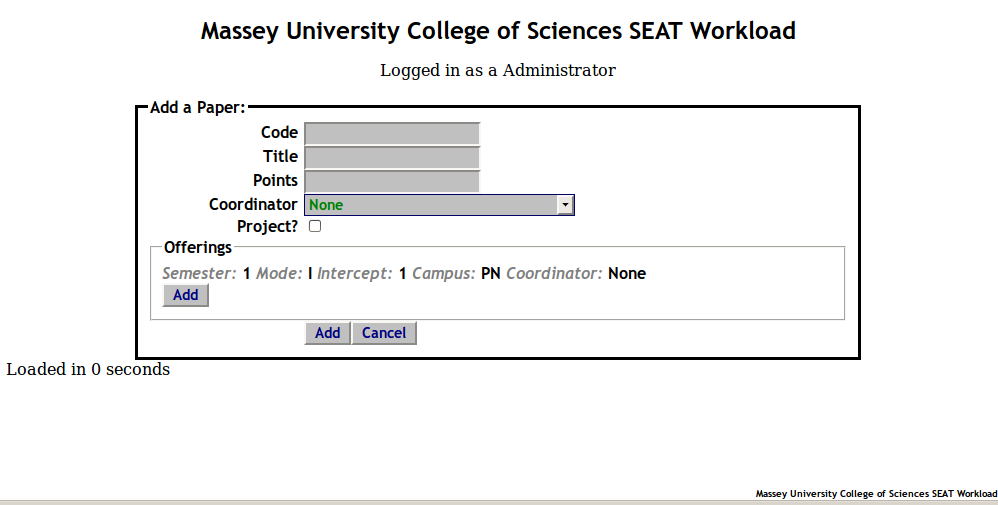 Massey University College of Sciences SEAT Workload
Logged in as a Administrator
Add a Paper:
Code
Title
Points
Coordinator None
Project?
Offerings
Semester: 1 Mode: I Intercept: 1 Campus: PN Coordinator: None
Add
Add Cancel
Loaded in 0 seconds
Massey University College of Sciences SEAT Workload